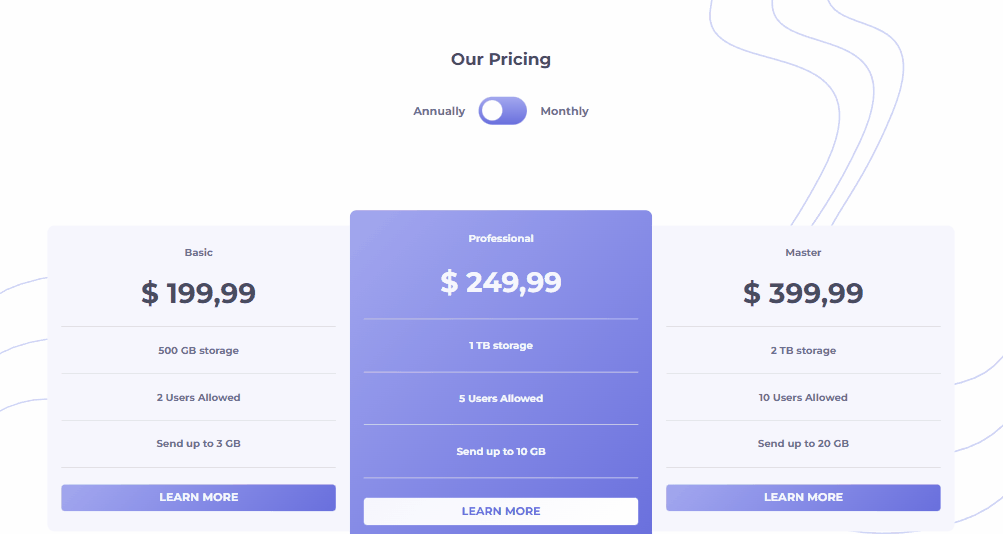 Our Pricing
Annually
Monthly
Basic
$ 199,99
500 GB storage
2 Users Allowed
Send up to 3 GB
LEARN MORE
Professional
$ 249,99
1 TB storage
5 Users Allowed
Send up to 10 GB
LEARN MORE
Master
$ 399,99
2 TB storage
10 Users Allowed
Send up to 20 GB
LEARN MORE